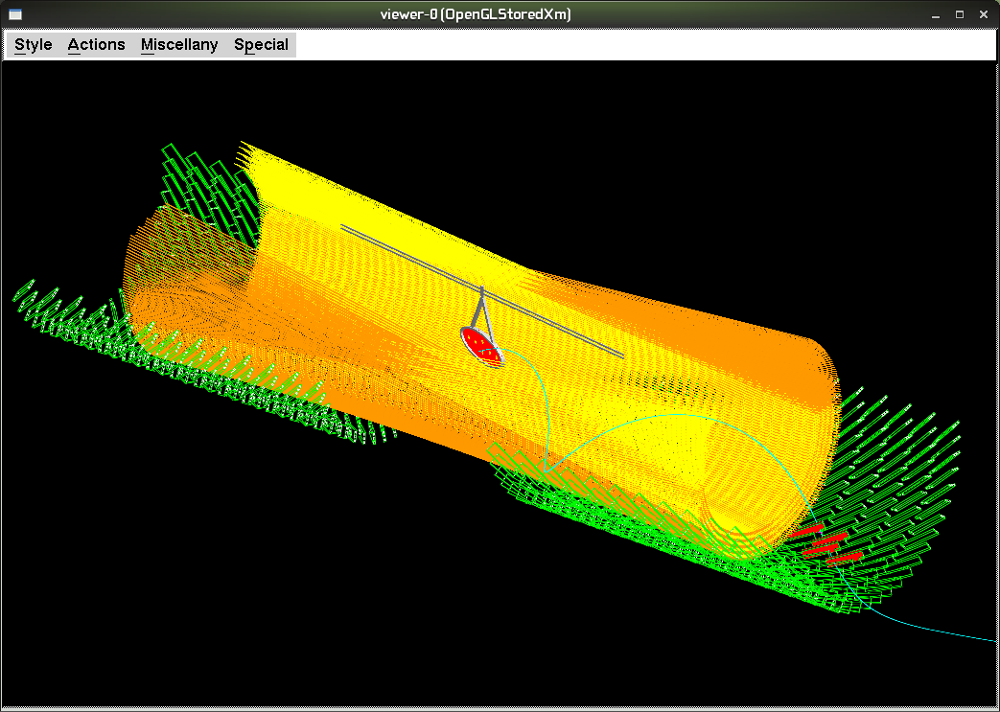 viewer-0 (OpenGLStoredXm)
Style Actions Miscellany Special